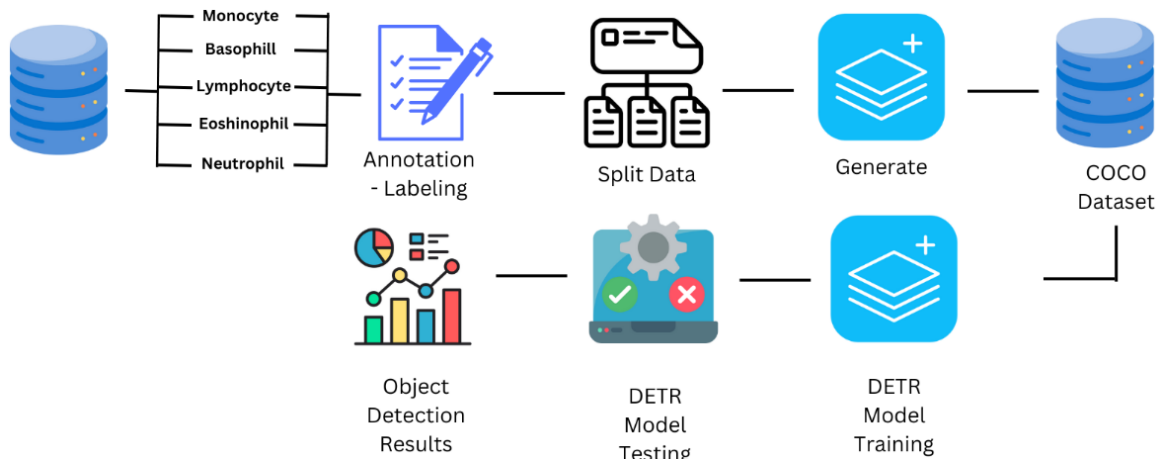 Monocyte
Basophill
Lymphocyte
Eoshinophil
Neutrophil
Annotation
- Labeling
Split Data
Generate
COCO
Dataset
Object
Detection
Results
DETR
Model
Testing
DETR
Model
Training